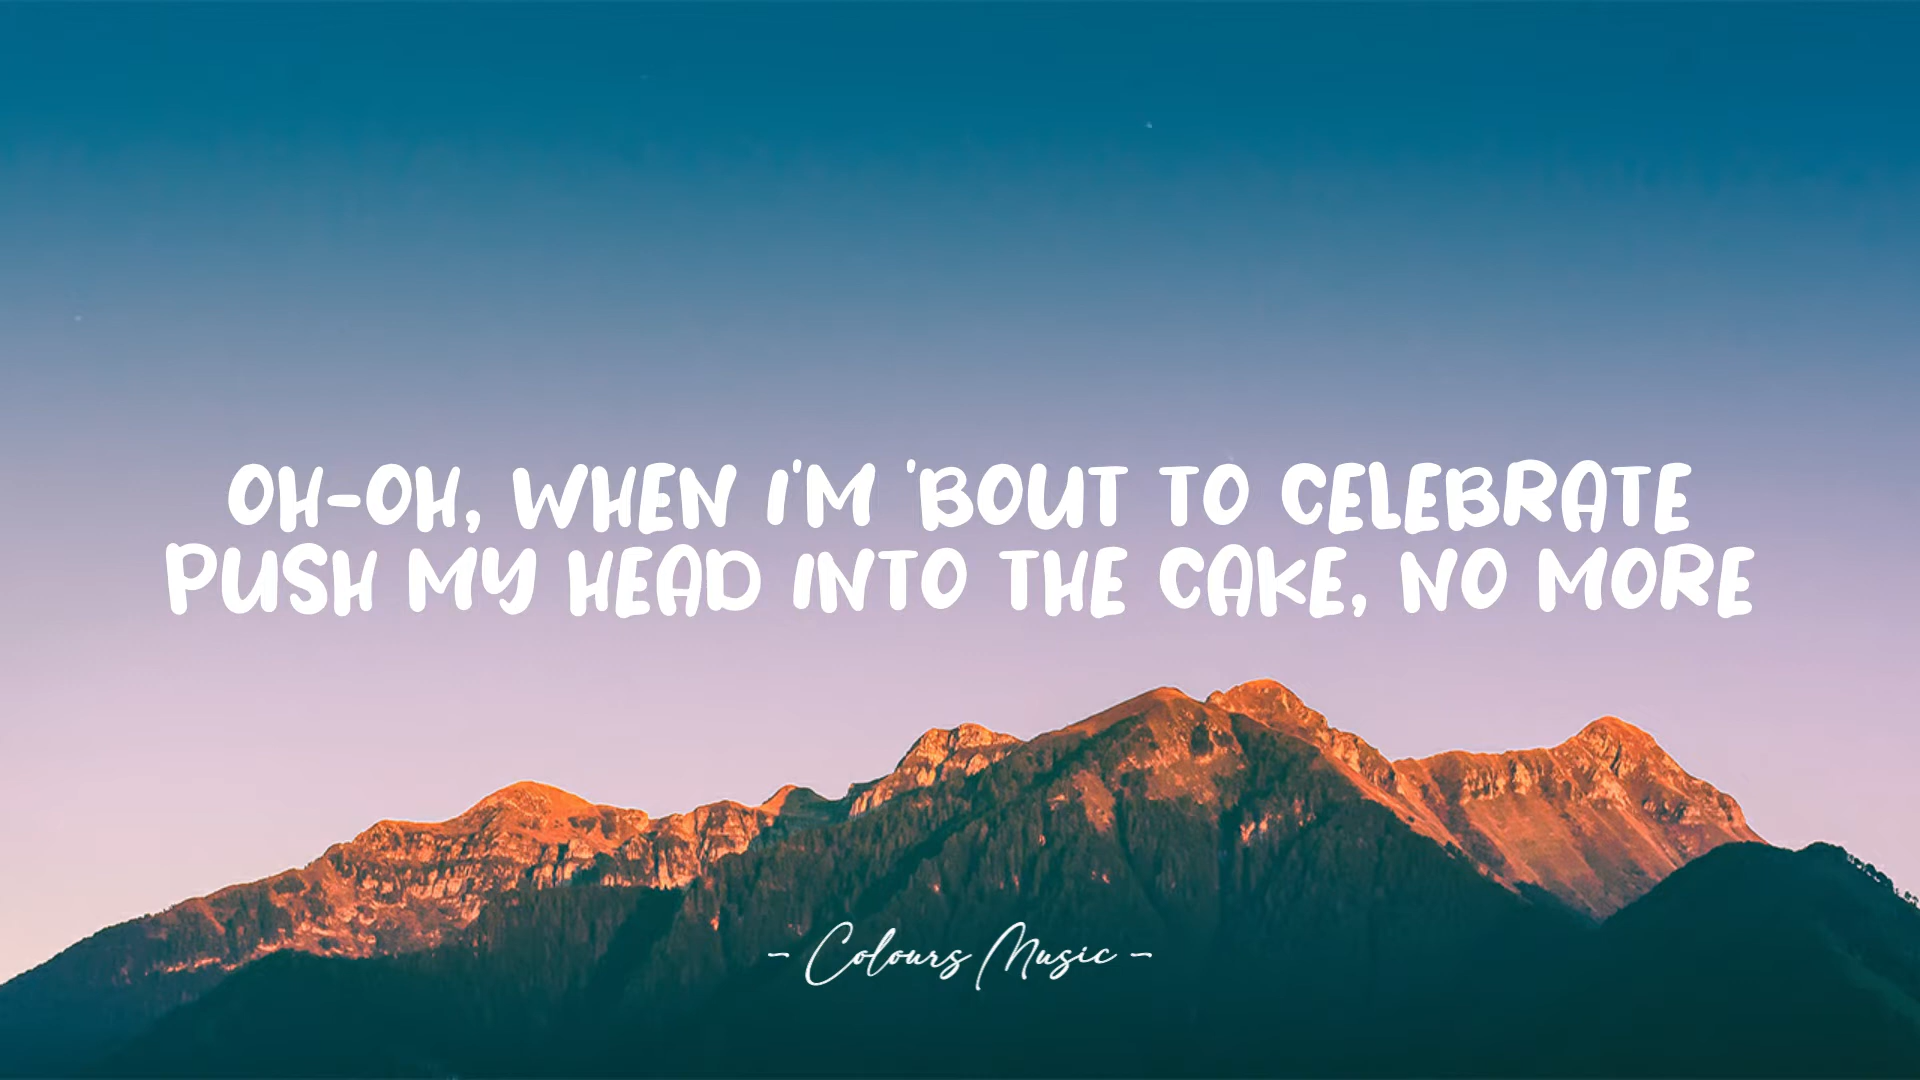 OH-OH, WHEN I'M 'BOUT TO CELEBRATE
PUSH MY HEAD INTO THE CAKE, NO MORE
- Colours Music -